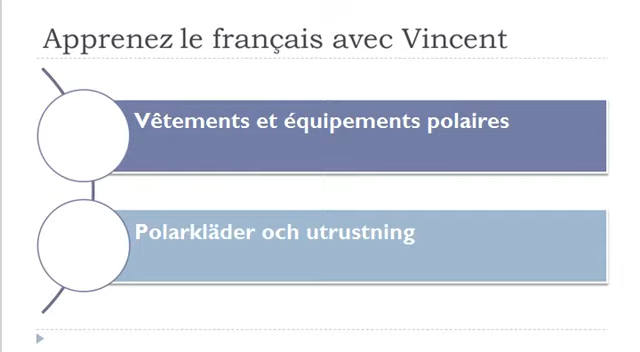 Apprenez le français avec Vincent
Vêtements et équipements polaires
Polarkläder och utrustning